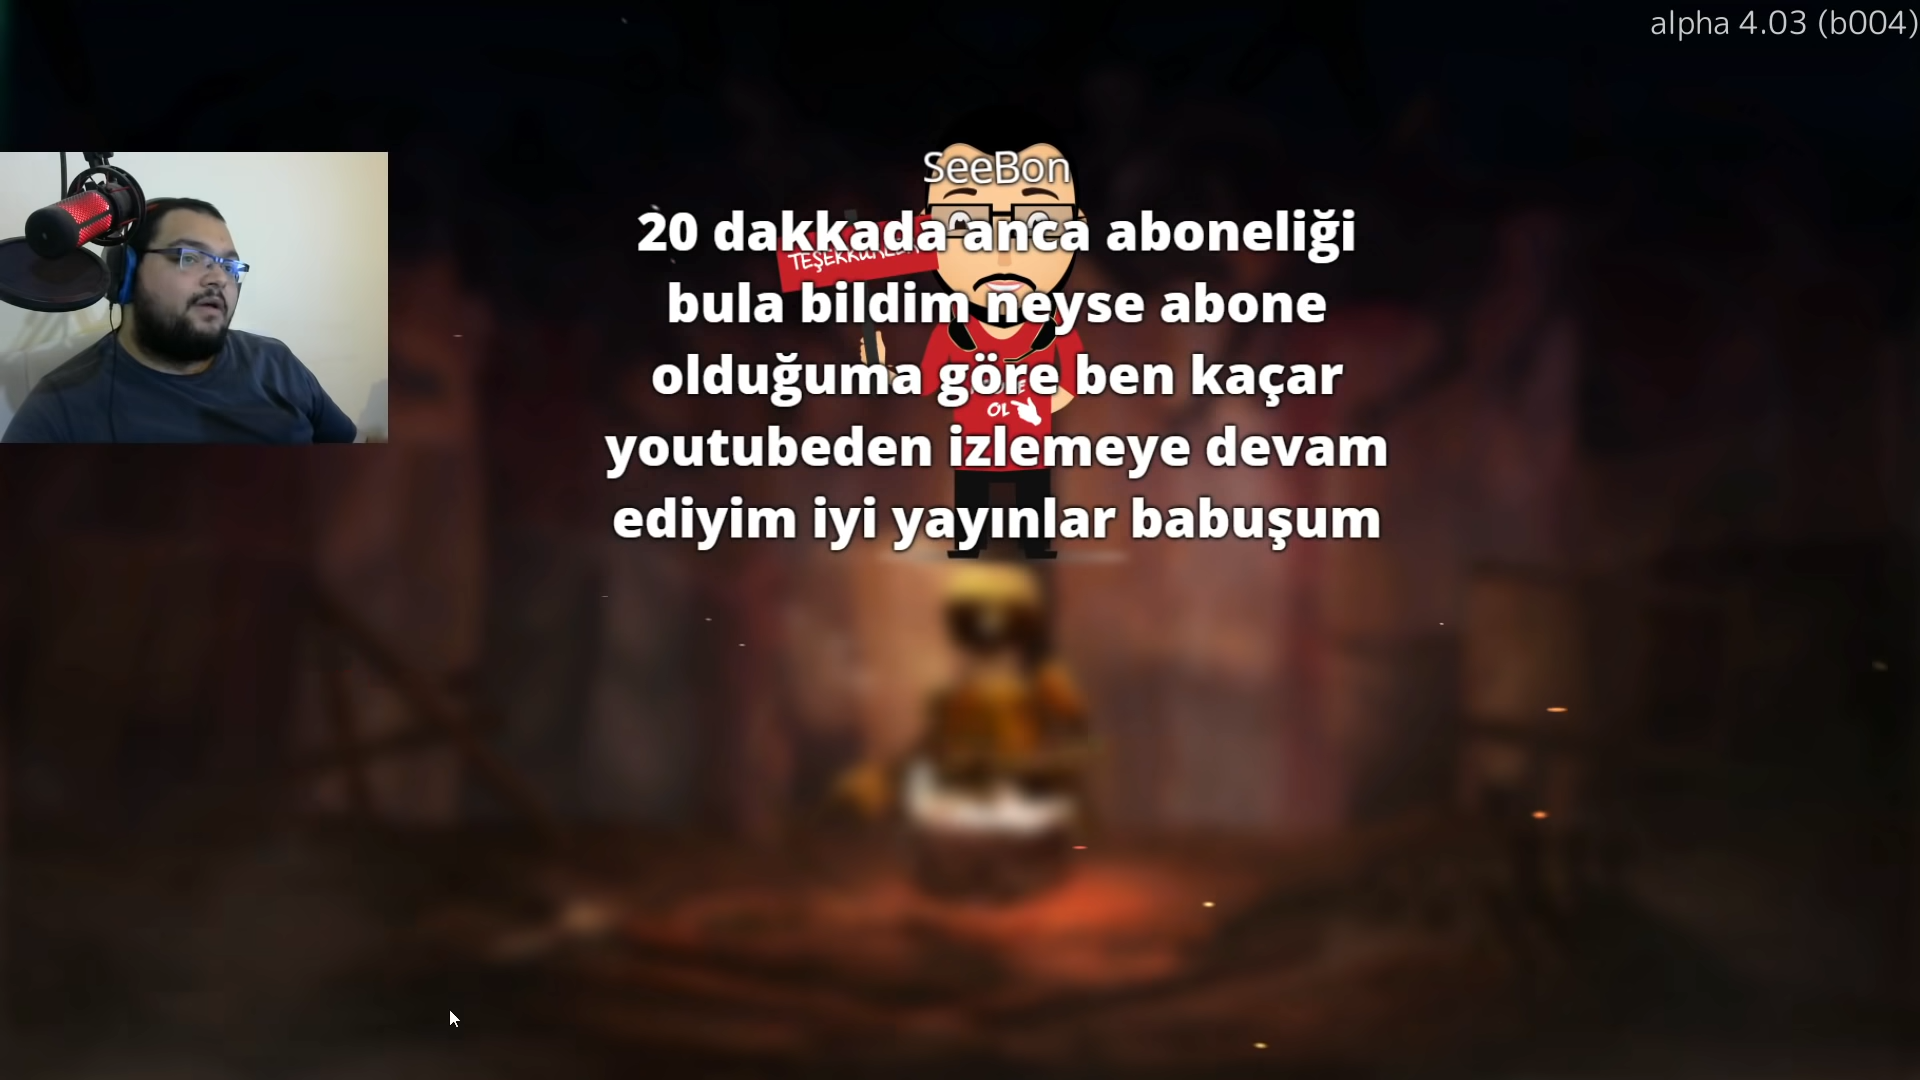 alpha 4.03 (b004)
SeeBon
20 dakkada anca aboneliği
bula bildim neyse abone
olduğuma göre ben kaçar
youtubeden izlemeye devam
ediyim iyi yayınlar babuşum
OL